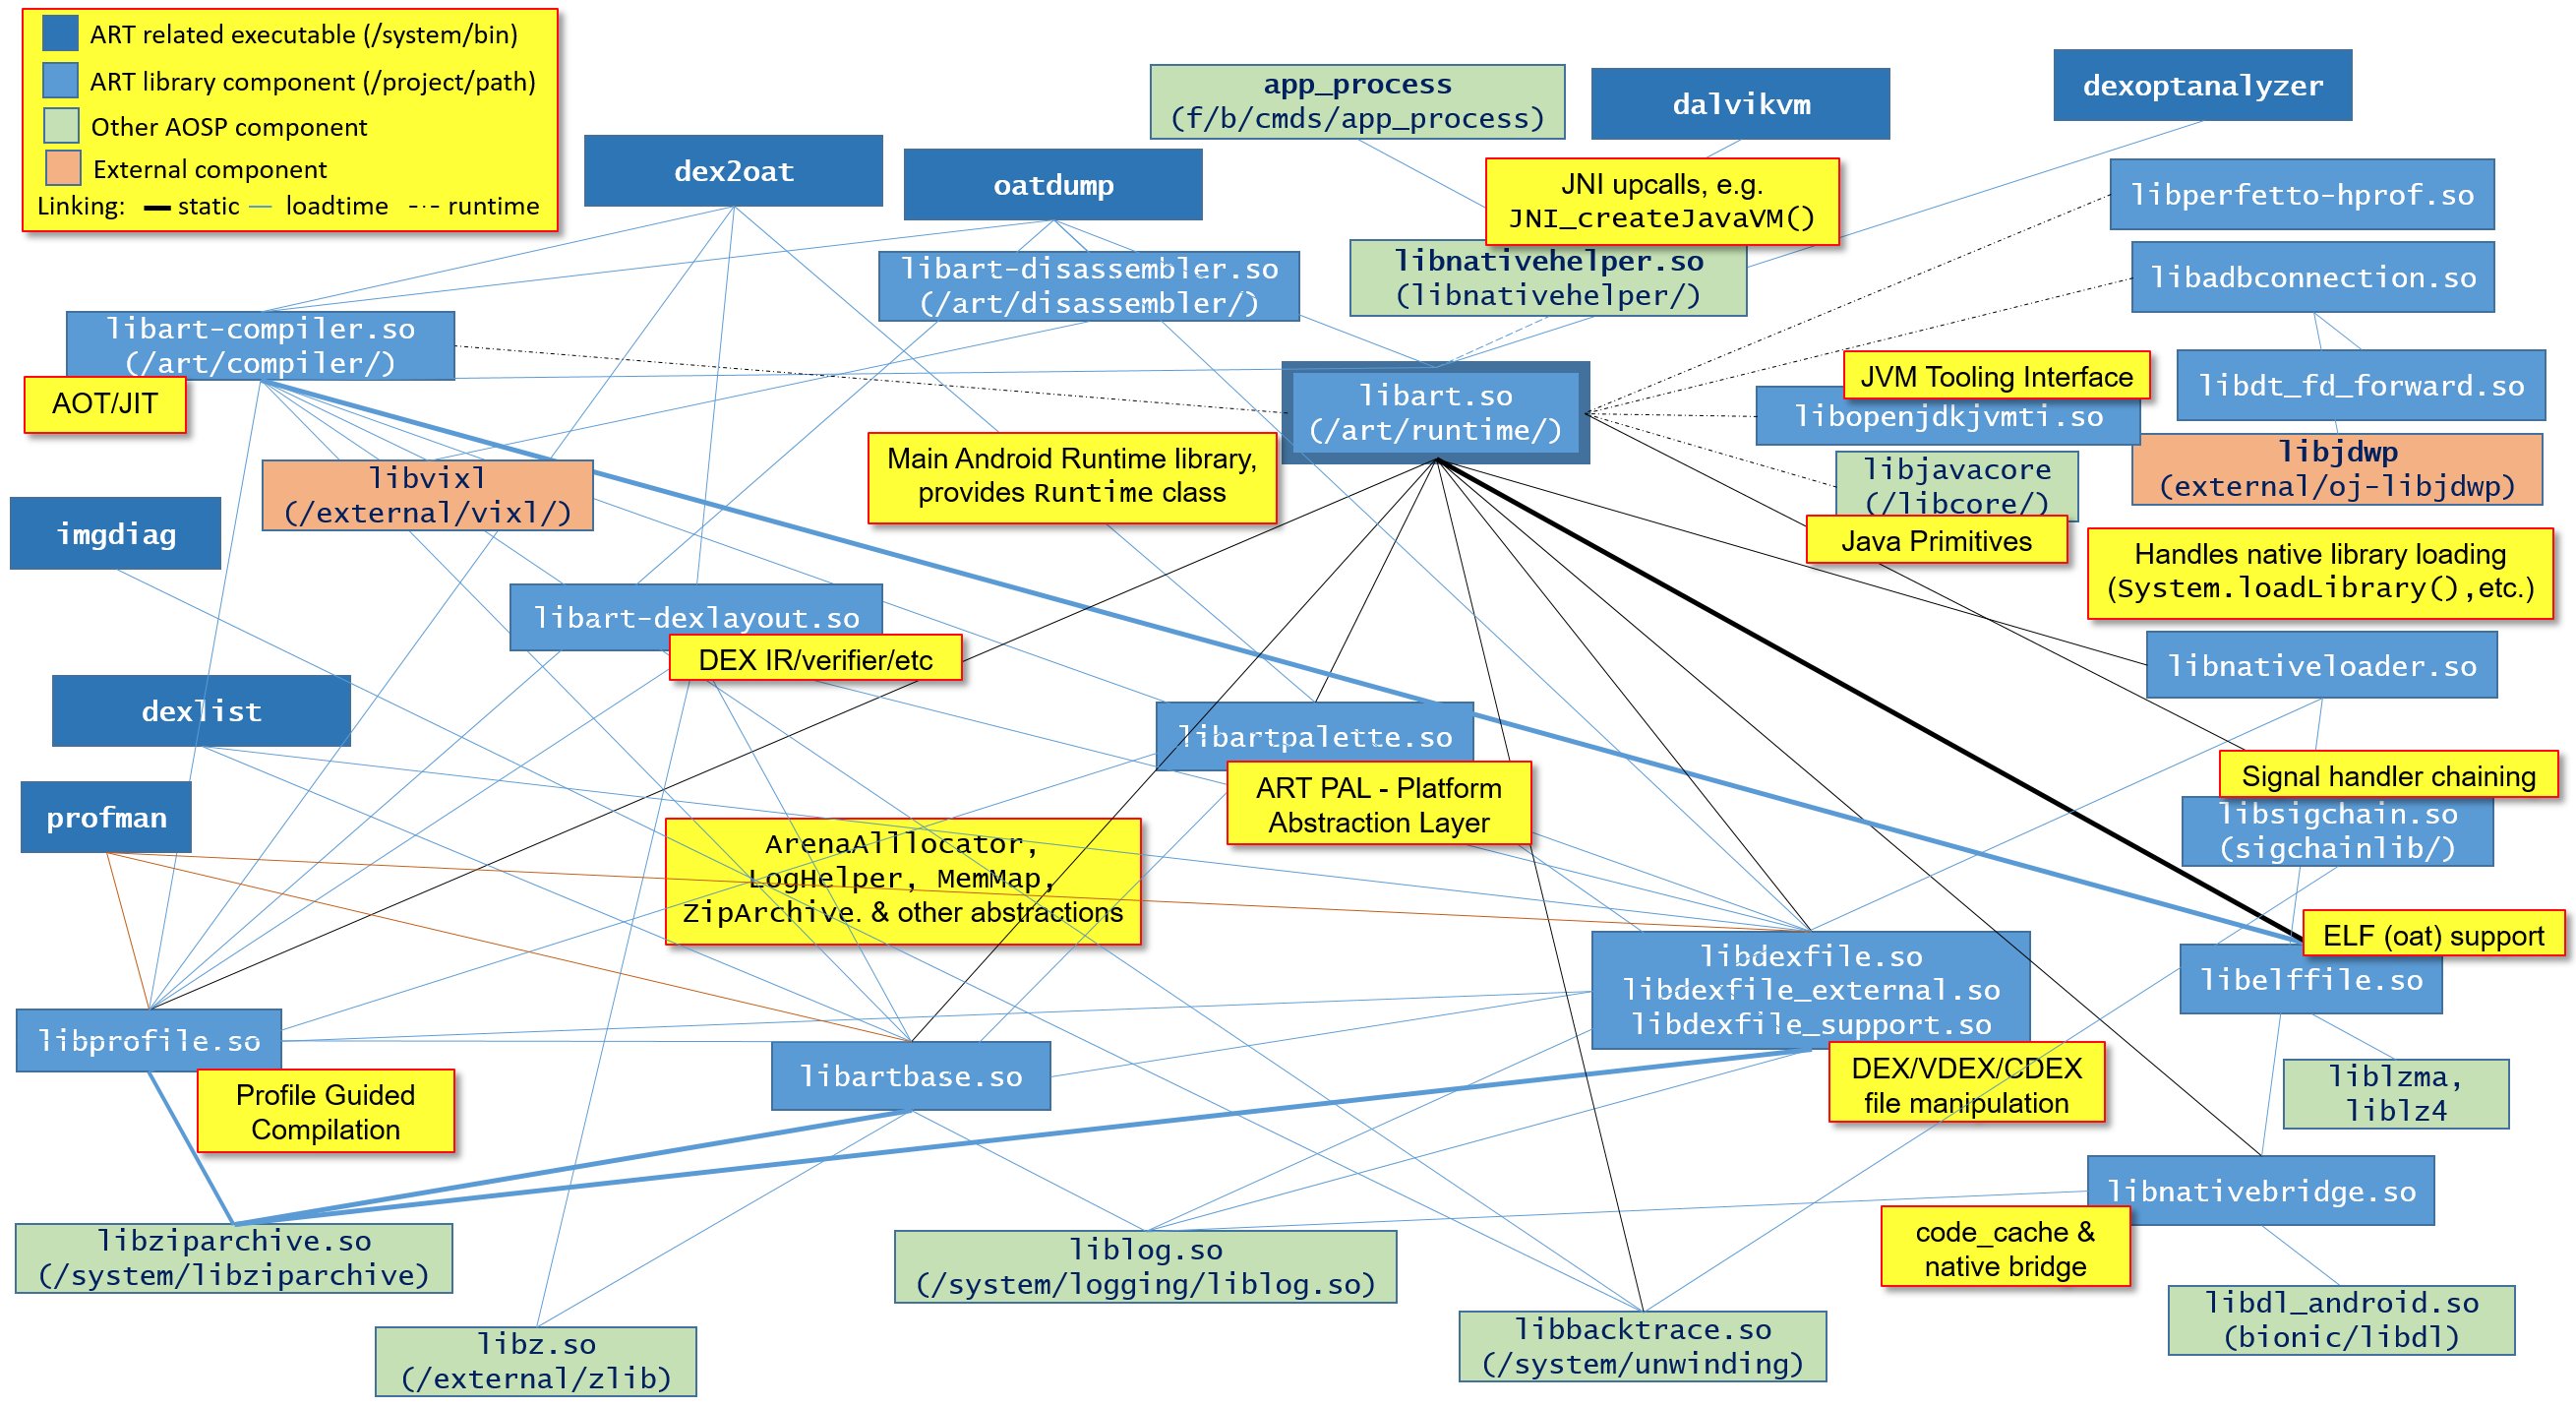 ART related executable (/system/bin)
ART library component (/project/path)
Other AOSP component
External component
Linking: static loadtime runtime
app_process
(f/b/cmds/app_process)
dalvikvm
dexoptanalyzer
dex2oat
oatdump
JNI upcalls, e.g.
JNI_createJavaVM()
libperfetto-hprof.so
libart-disassembler.so
(/art/disassembler/)
libnativehelper.so
(libnativehelper/)
libadbconnection.so
libart-compiler.so
(/art/compiler/)
AOT/JIT
libart.so
(/art/runtime/)
JVM Tooling Interface
libopenjdkjvmti.so
libdt_fd_forward.so
libjdwp
(external/oj-libjdwp)
libvixl
(/external/vixl/)
Main Android Runtime library,
provides Runtime class
libjavacore
(/libcore/)
Java Primitives
imgdiag
Handles native library loading
(System.loadLibrary(),etc.)
libart-dexlayout.so
DEX IR/verifier/etc
libnativeloader.so
dexlist
libartpalette.so
ART PAL - Platform
Abstraction Layer
Signal handler chaining
libsigchain.so
(sigchainlib/)
profman
ArenaAlllocator,
LogHelper, MemMap,
ZipArchive. & other abstractions
ELF (oat) support
libelffile.so
libdexfile.so
libdexfile_external.so
libdexfile_support.so
DEX/VDEX/CDEX
file manipulation
libprofile.so
Profile Guided
Compilation
libartbase.so
liblzma,
liblz4
libnativebridge.so
code_cache &
native bridge
libziparchive.so
(/system/libziparchive)
liblog.so
(/system/logging/liblog.so)
libdl_android.so
(bionic/libdl)
libz.so
(/external/zlib)
libbacktrace.so
(/system/unwinding)